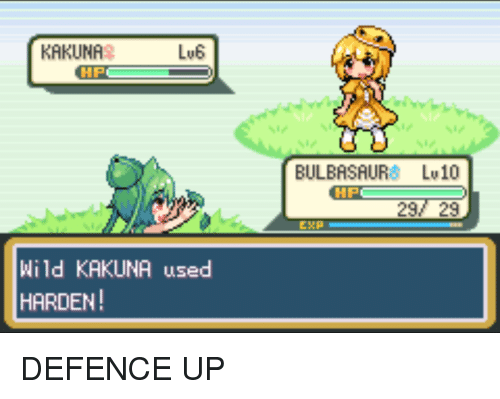 KAKUNA♀ Lv6
HP
BULBASAUR♂ Lv10
HP
29/ 29
EXP
Wild KAKUNA used
HARDEN!
DEFENCE UP